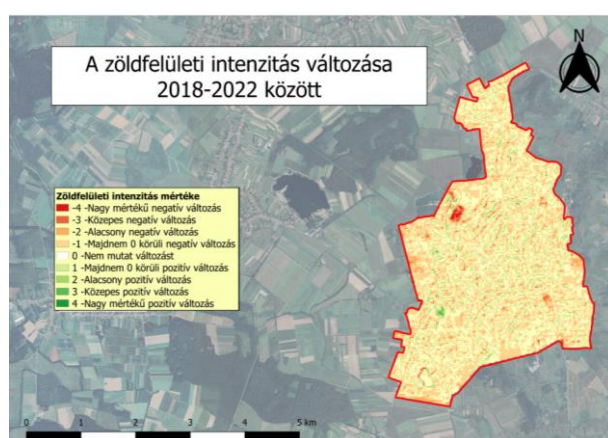 A zöldfelületi intenzitás változása
2018-2022 között
N
Zöldfelületi intenzitás mértéke
-4 -Nagy mértékű negatív változás
-3 -Közepes negatív változás
-2 -Alacsony negatív változás
-1 -Majdnem 0 körüli negatív változás
0 -Nem mutat változást
1 -Majdnem 0 körüli pozitív változás
2 -Alacsony pozitív változás
3 -Közepes pozitív változás
4 -Nagy mértékű pozitív változás
0 1 2 3 4 5 km